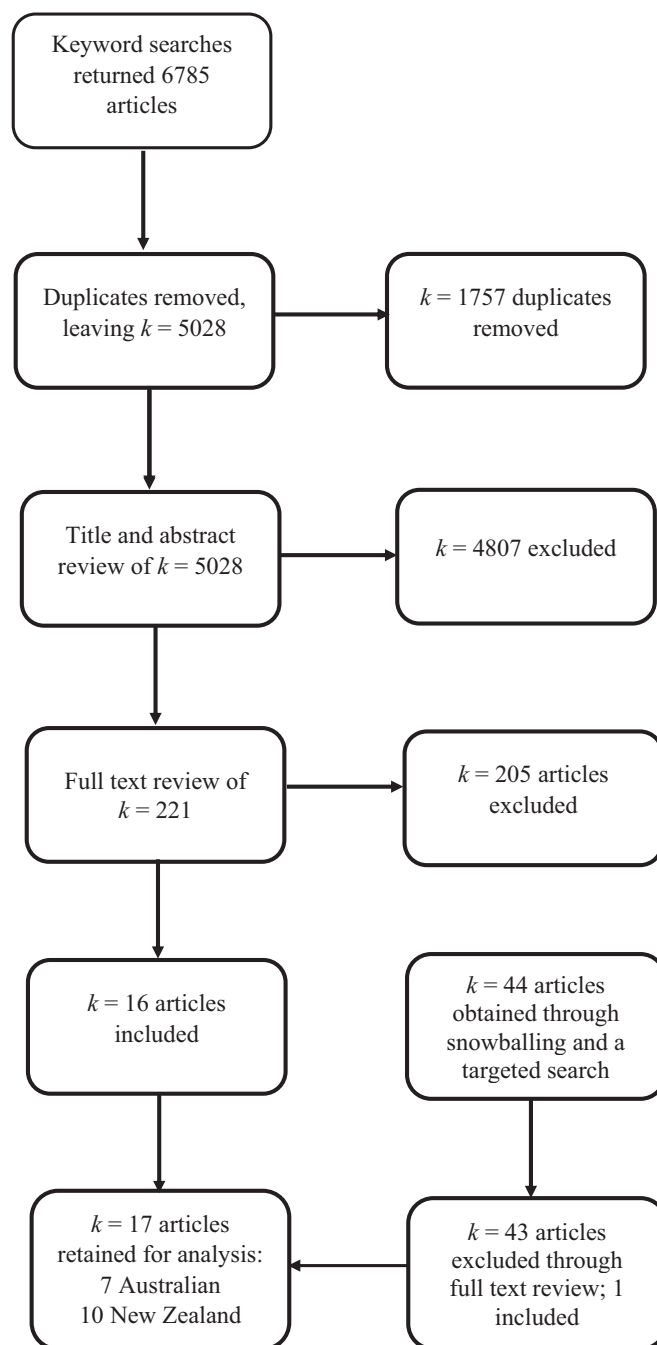 Keyword searches
returned 6785
articles
Duplicates removed,
leaving k = 5028
k = 1757 duplicates
removed
Title and abstract
review of k = 5028
k = 4807 excluded
Full text review of
k = 221
k = 205 articles
excluded
k = 16 articles
included
k = 44 articles
obtained through
snowballing and a
targeted search
k = 17 articles
retained for analysis:
7 Australian
10 New Zealand
k = 43 articles
excluded through
full text review; 1
included